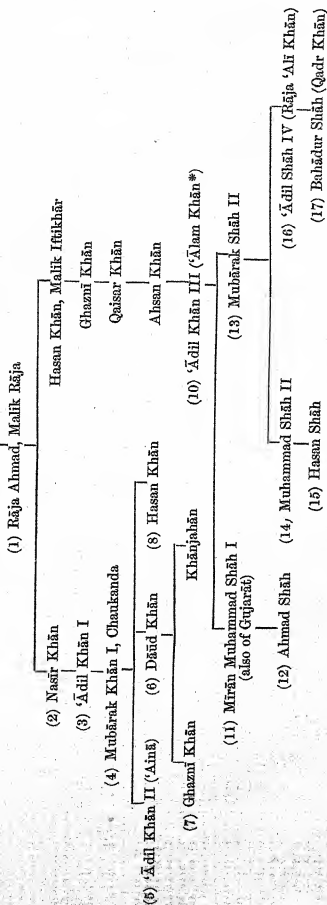 (1) Rāja Ahmad, Malik Rāja
(2) Nasīr Khān
Hasan Khān, Malik Iftikhār
(3) ‘Ādil Khān I
Ghaznī Khān
(4) Mubārak Khān I, Chaukanda
Qaisar Khān
(5) ‘Ādil Khān II (‘Ainā)
(6) Dāūd Khān
(8) Hasan Khān
Ahsan Khān
(7) Ghaznī Khān
Khānjahān
(10) ‘Ādil Khān III (‘Ālam Khān*)
(11) Mīrān Muhammad Shāh I
(also of Gujarāt)
(13) Mubārak Shāh II
(12) Ahmad Shāh
(14) Muhammad Shāh II
(16) ‘Ādil Shāh IV (Rāja ‘Alī Khān)
(15) Hasan Shāh
(17) Bahādur Shāh (Qadr Khān)